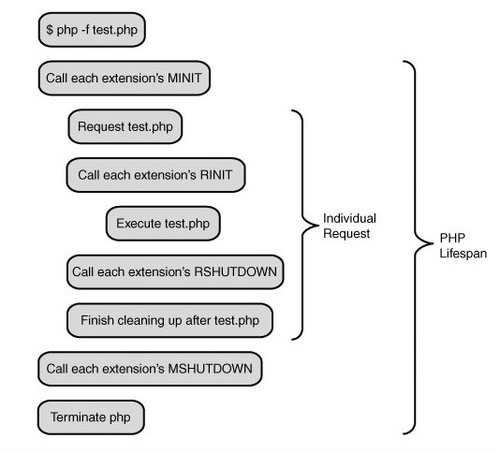 $ php -f test.php
Call each extension's MINIT
Request test.php
Call each extension's RINIT
Execute test.php
Individual
Request
PHP
Lifespan
Call each extension's RSHUTDOWN
Finish cleaning up after test.php
Call each extension's MSHUTDOWN
Terminate php